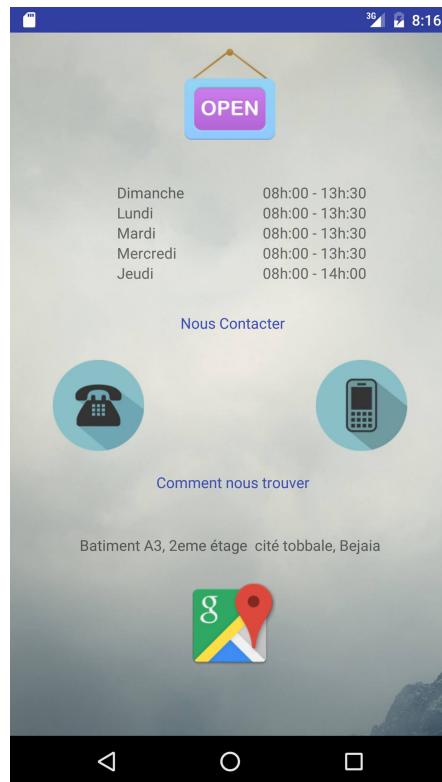 3G 8:16
OPEN
Dimanche 08h:00 - 13h:30
Lundi 08h:00 - 13h:30
Mardi 08h:00 - 13h:30
Mercredi 08h:00 - 13h:30
Jeudi 08h:00 - 14h:00
Nous Contacter
Comment nous trouver
Batiment A3, 2eme étage  cité tobbale, Bejaia
g